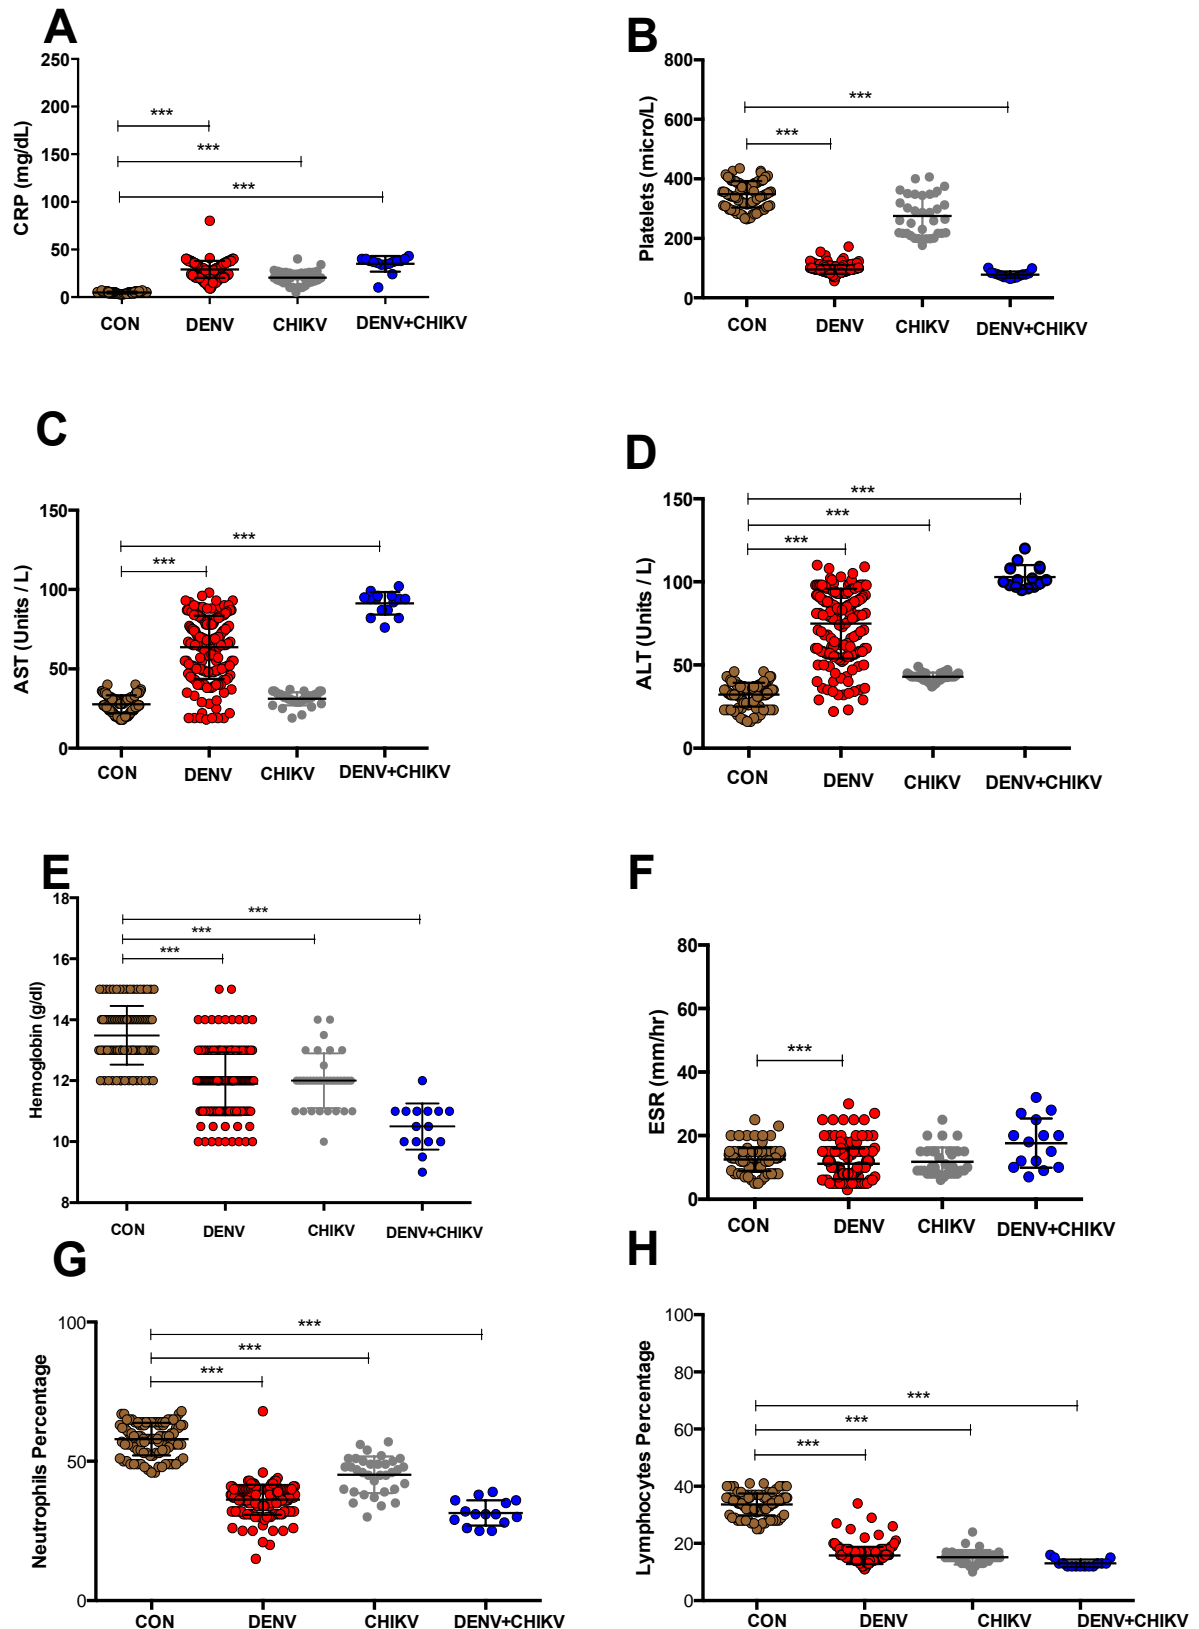 A
CRP (mg/dL)
250
200
150
100
50
0
***
***
***
CON
DENV
CHIKV
DENV+CHIKV
B
Platelets (micro/L)
800
600
400
200
0
***
***
CON
DENV
CHIKV
DENV+CHIKV
C
AST (Units / L)
150
100
50
0
***
***
CON
DENV
CHIKV
DENV+CHIKV
D
ALT (Units / L)
150
100
50
0
***
***
***
CON
DENV
CHIKV
DENV+CHIKV
E
Hemoglobin (g/dl)
18
16
14
12
10
8
***
***
***
CON
DENV
CHIKV
DENV+CHIKV
F
ESR (mm/hr)
80
60
40
20
0
***
CON
DENV
CHIKV
DENV+CHIKV
G
Neutrophils Percentage
100
50
0
***
***
***
CON
DENV
CHIKV
DENV+CHIKV
H
Lymphocytes Percentage
100
80
60
40
20
0
***
***
***
CON
DENV
CHIKV
DENV+CHIKV